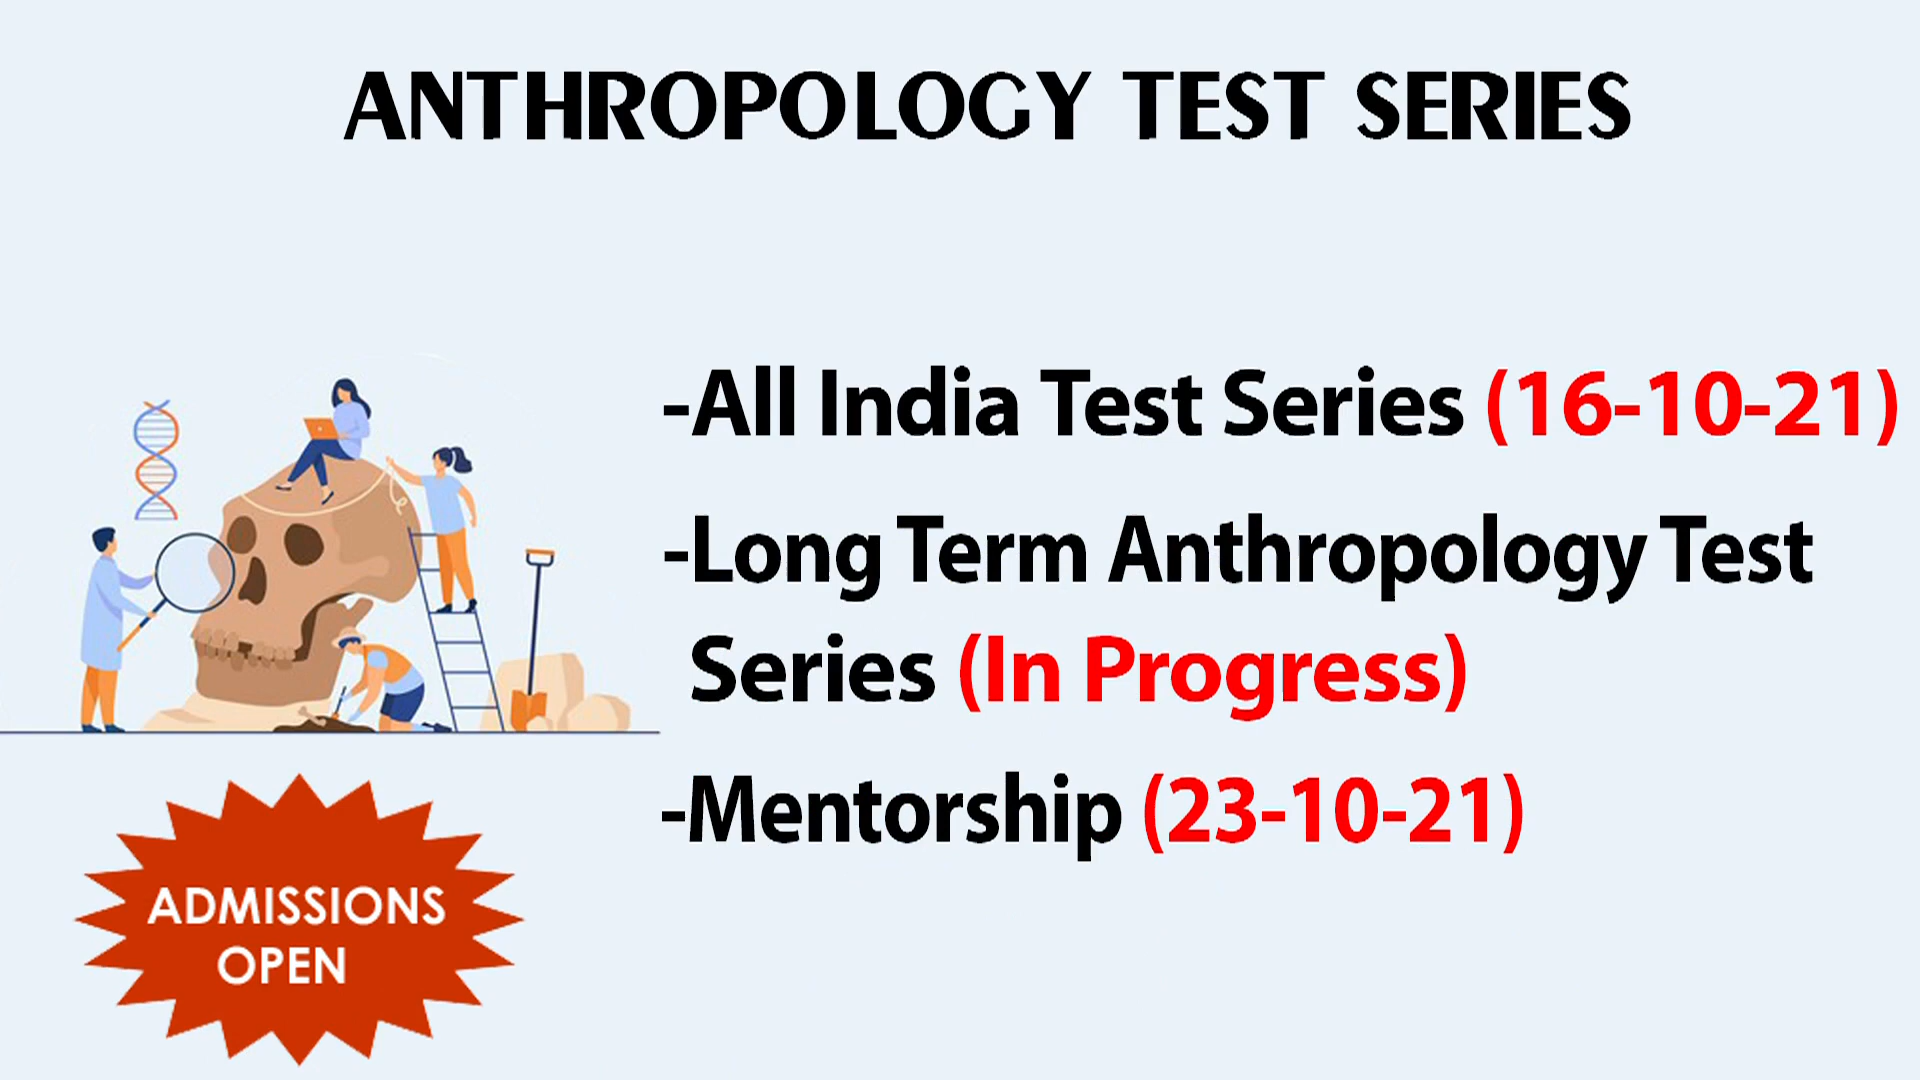 ANTHROPOLOGY TEST SERIES
-All India Test Series (16-10-21)
-Long Term Anthropology Test
Series (In Progress)
-Mentorship (23-10-21)
ADMISSIONS
OPEN